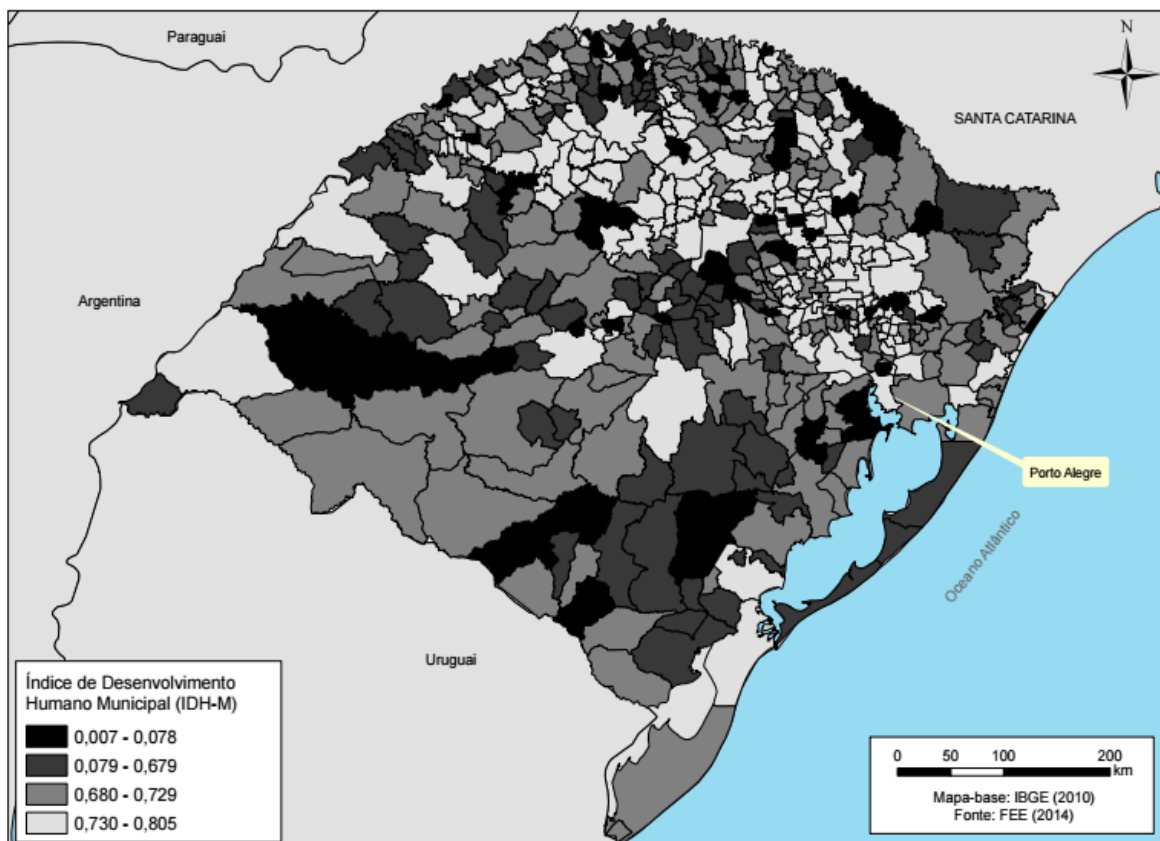 Paraguai
N
SANTA CATARINA
Argentina
Porto Alegre
Oceano Atlântico
Uruguai
Índice de Desenvolvimento
Humano Municipal (IDH-M)
0,007 - 0,078
0,079 - 0,679
0,680 - 0,729
0,730 - 0,805
0 50 100 200
km
Mapa-base: IBGE (2010)
Fonte: FEE (2014)